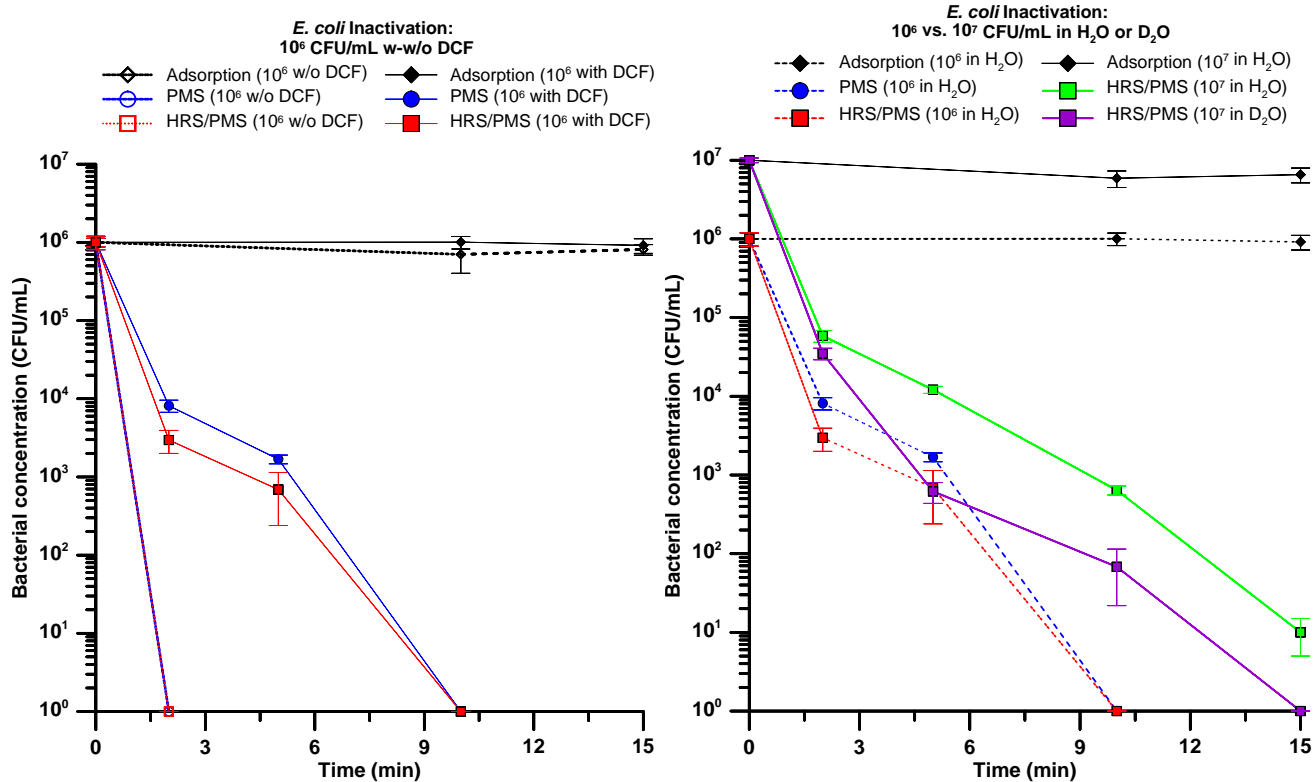 E. coli Inactivation:
10⁶ CFU/mL w-w/o DCF
Adsorption (10⁶ w/o DCF)
Adsorption (10⁶ with DCF)
PMS (10⁶ w/o DCF)
PMS (10⁶ with DCF)
HRS/PMS (10⁶ w/o DCF)
HRS/PMS (10⁶ with DCF)
Bacterial concentration (CFU/mL)
10⁷
10⁶
10⁵
10⁴
10³
10²
10¹
10⁰
0 3 6 9 12 15
Time (min)
E. coli Inactivation:
10⁶ vs. 10⁷ CFU/mL in H₂O or D₂O
Adsorption (10⁶ in H₂O)
Adsorption (10⁷ in H₂O)
PMS (10⁶ in H₂O)
HRS/PMS (10⁷ in H₂O)
HRS/PMS (10⁶ in H₂O)
HRS/PMS (10⁷ in D₂O)
Bacterial concentration (CFU/mL)
10⁷
10⁶
10⁵
10⁴
10³
10²
10¹
10⁰
0 3 6 9 12 15
Time (min)